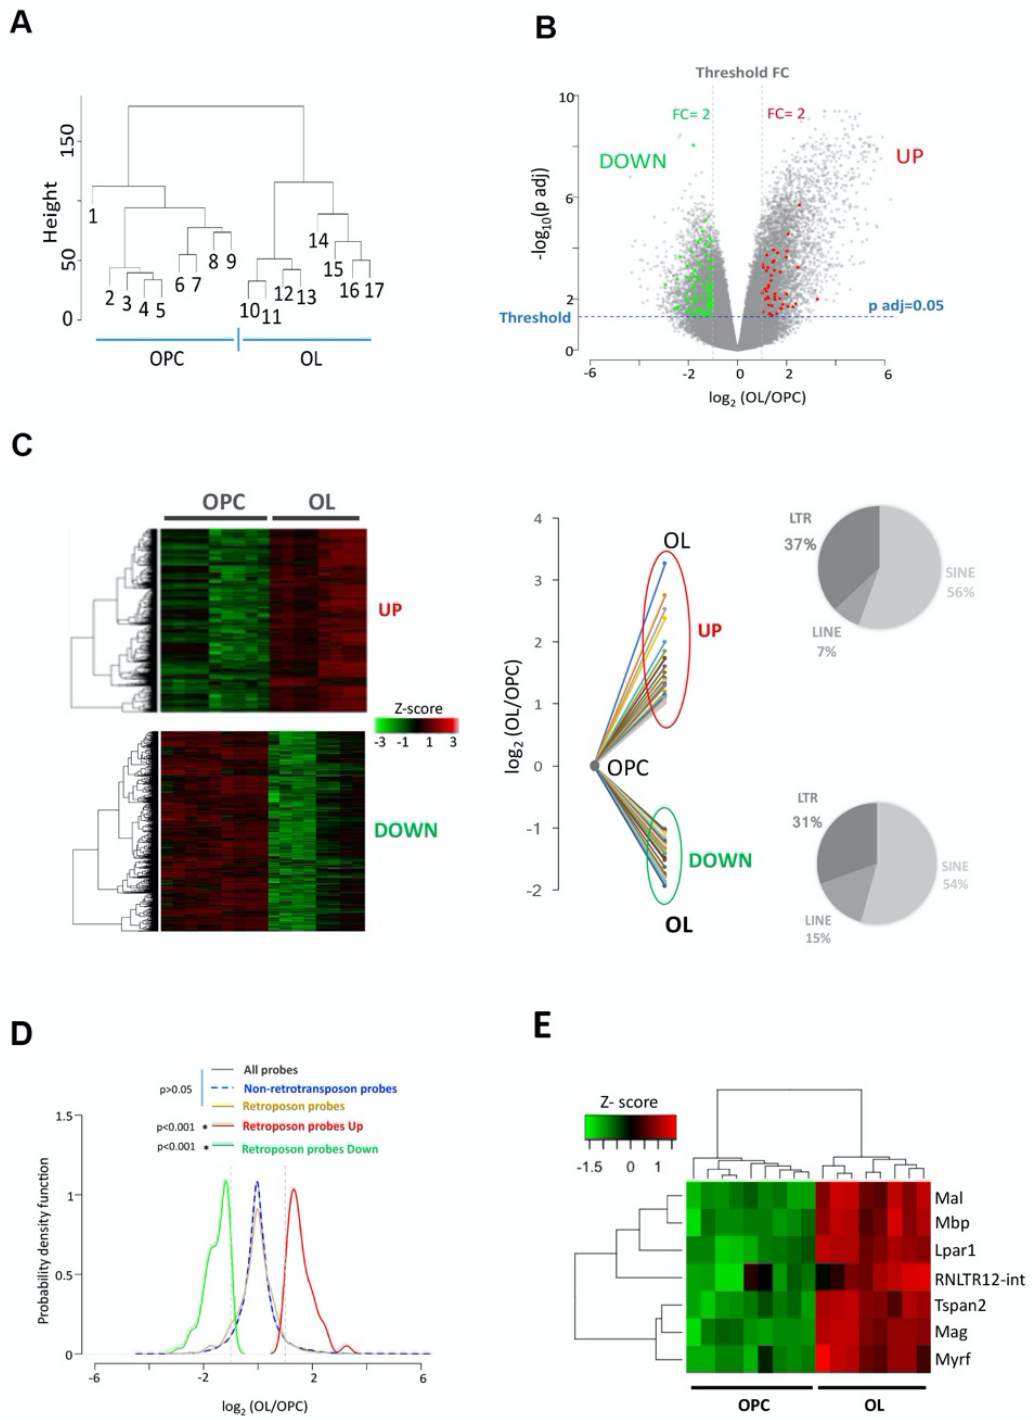 A
Height
150
50
0
1
2
3
4
5
6
7
8
9
10
11
12
13
14
15
16
17
OPC
OL
B
Threshold FC
FC= 2
FC= 2
DOWN
UP
-log10(p adj)
10
6
2
0
Threshold
p adj=0.05
-6
-2
0
2
6
log2 (OL/OPC)
C
OPC
OL
UP
Z-score
-3 -1 1 3
DOWN
log2 (OL/OPC)
4
3
2
1
0
-1
-2
OL
UP
OPC
DOWN
OL
LTR
37%
SINE
56%
LINE
7%
LTR
31%
SINE
54%
LINE
15%
D
p>0.05
All probes
Non-retrotransposon probes
Retroposon probes
p<0.001 * Retroposon probes Up
p<0.001 * Retroposon probes Down
Probability density function
1.5
1
0.5
0
-6
-2
2
6
log2 (OL/OPC)
E
Z- score
-1.5 0 1
Mal
Mbp
Lpar1
RNLTR12-int
Tspan2
Mag
Myrf
OPC
OL